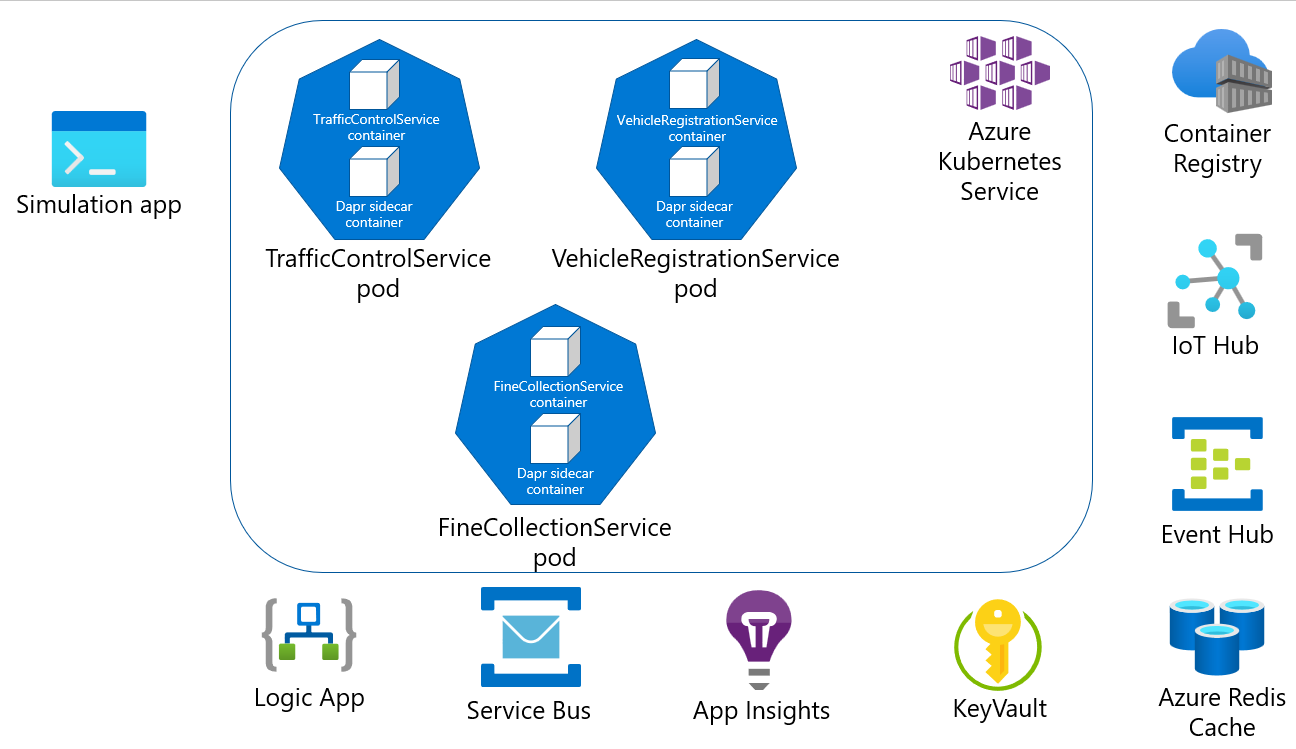 Simulation app
TrafficControlService
container
Dapr sidecar
container
TrafficControlService
pod
VehicleRegistrationService
container
Dapr sidecar
container
VehicleRegistrationService
pod
FineCollectionService
container
Dapr sidecar
container
FineCollectionService
pod
Azure
Kubernetes
Service
Container
Registry
IoT Hub
Event Hub
Azure Redis
Cache
Logic App
Service Bus
App Insights
KeyVault